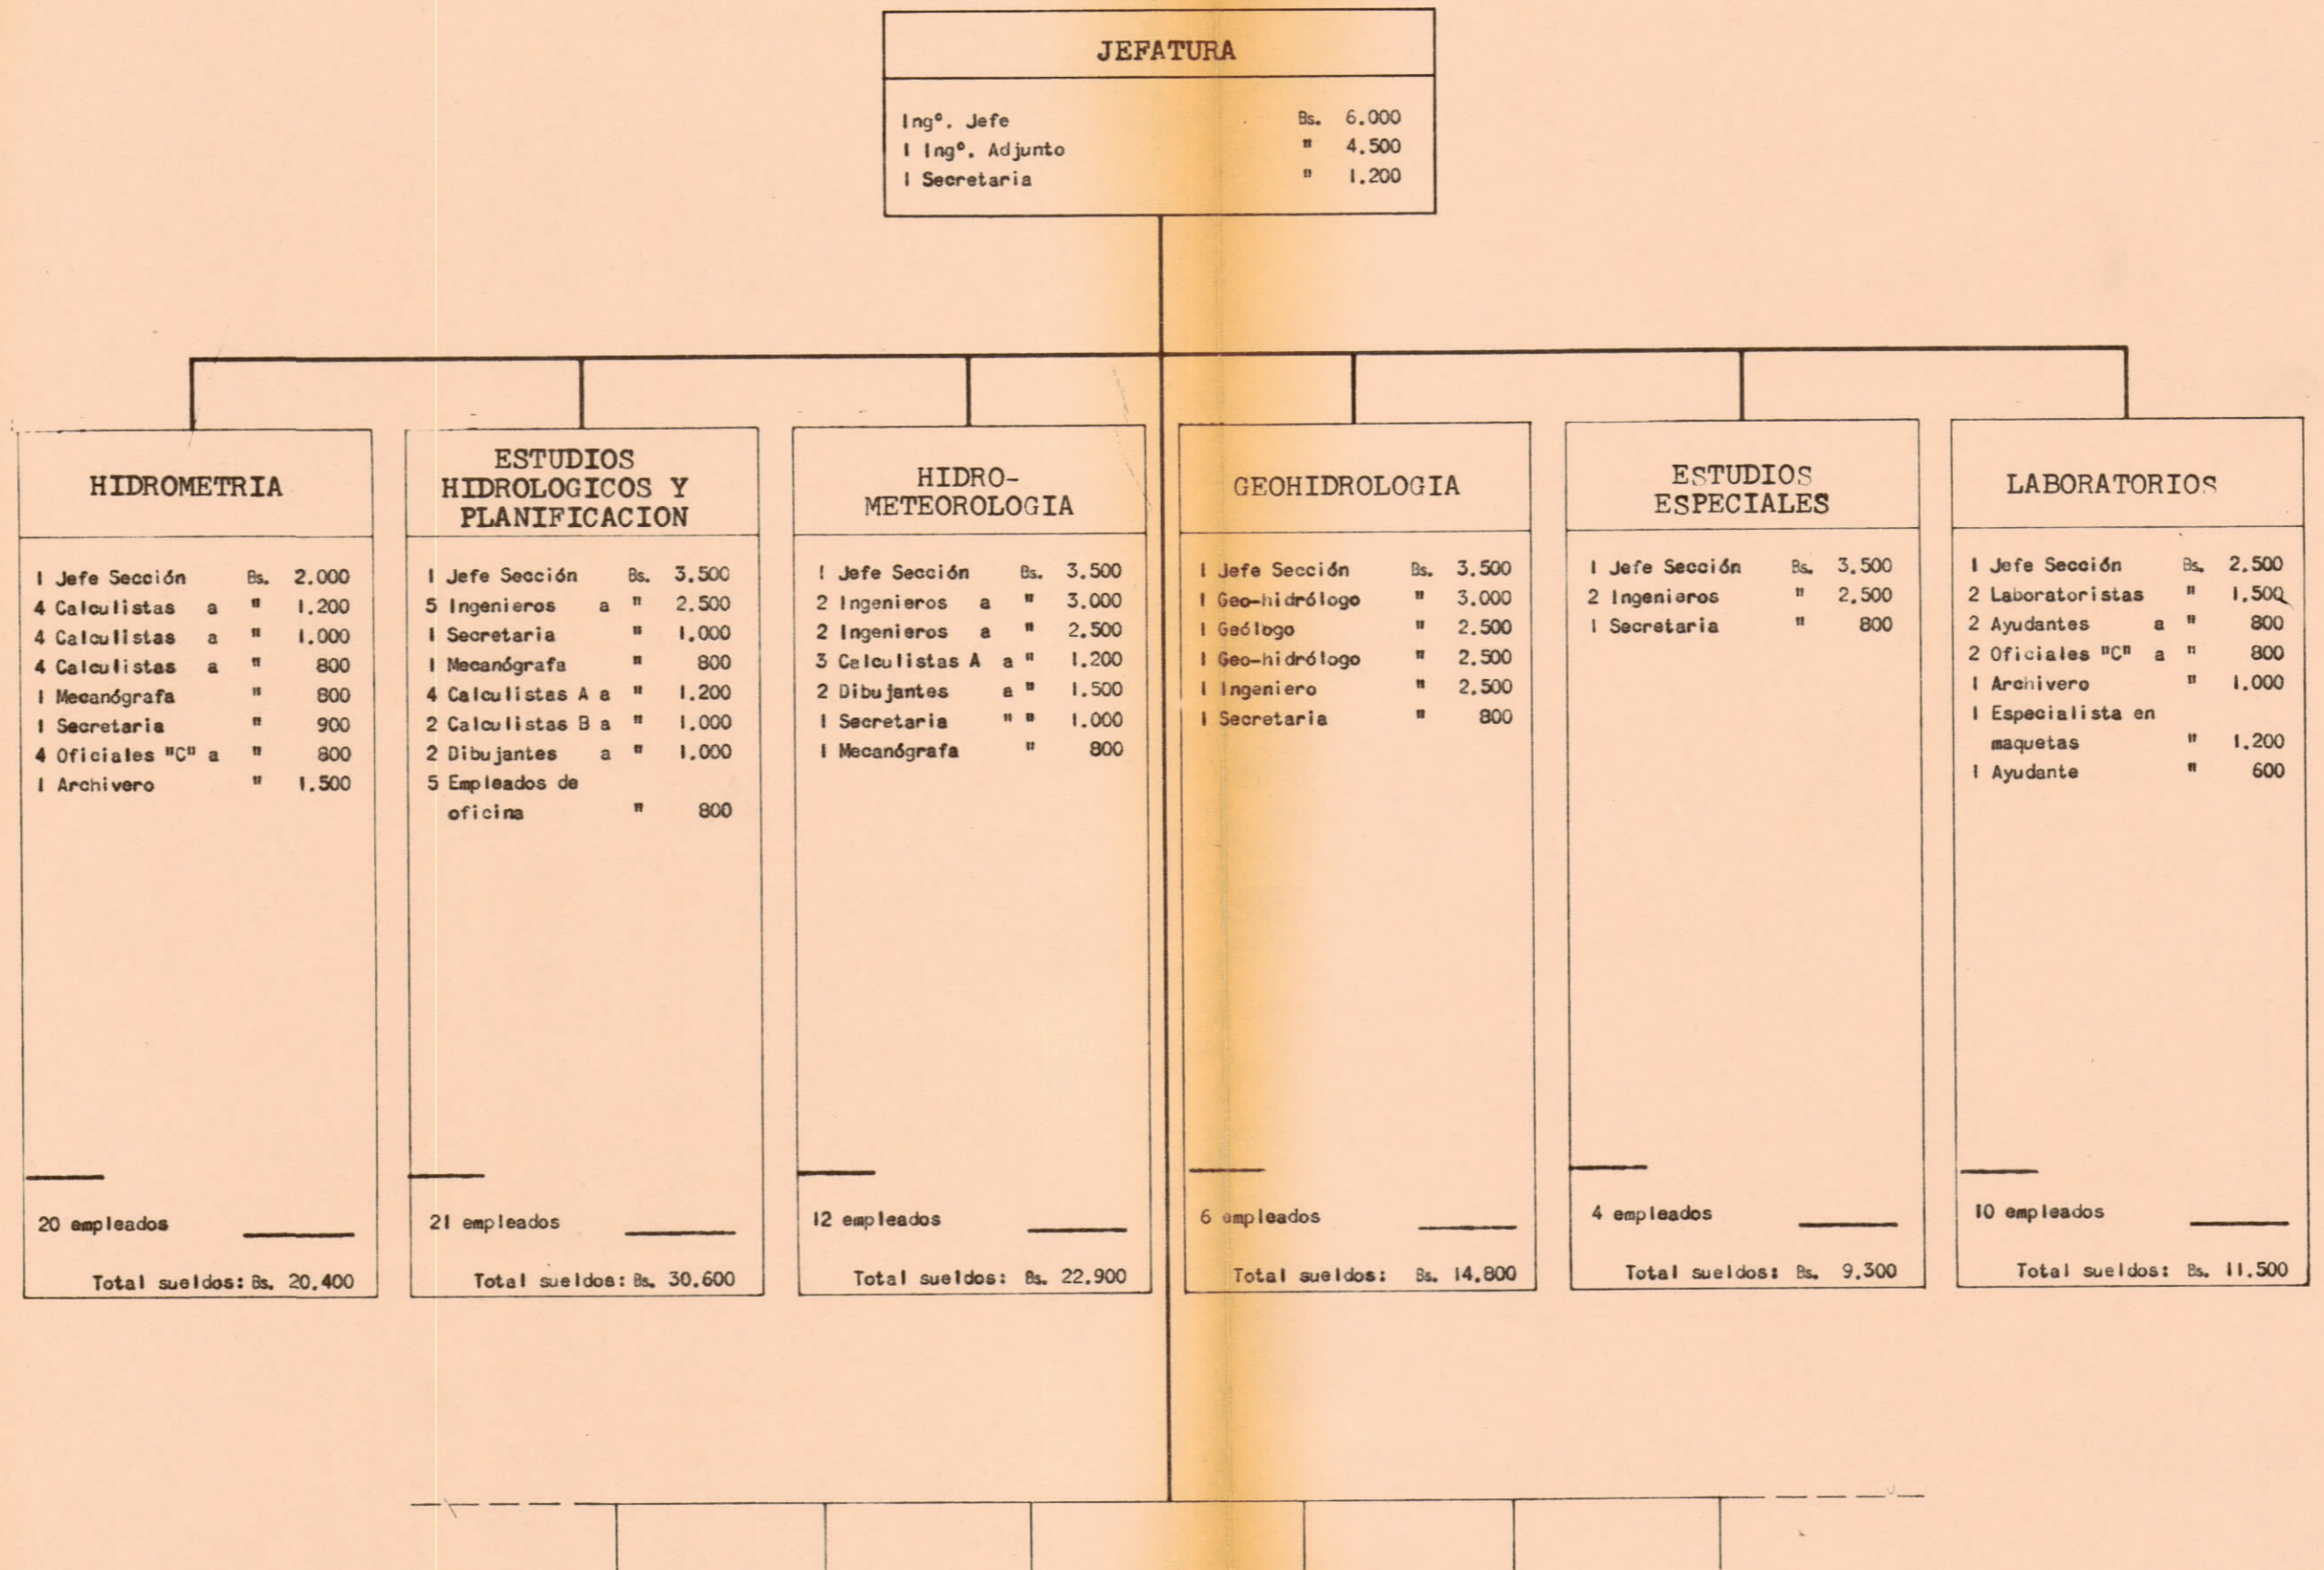 JEFATURA
Ingº. Jefe Bs. 6.000
1 Ingº. Adjunto " 4.500
1 Secretaria " 1.200
HIDROMETRIA
1 Jefe Sección Bs. 2.000
4 Calculistas a " 1.200
4 Calculistas a " 1.000
4 Calculistas a " 800
1 Mecanógrafa " 800
1 Secretaria " 900
4 Oficiales "C" a " 800
1 Archivero " 1.500
20 empleados
Total sueldos: Bs. 20.400
ESTUDIOS
HIDROLOGICOS Y
PLANIFICACION
1 Jefe Sección Bs. 3.500
5 Ingenieros a " 2.500
1 Secretaria " 1.000
1 Mecanógrafa " 800
4 Calculistas A a " 1.200
2 Calculistas B a " 1.000
2 Dibujantes a " 1.000
5 Empleados de
oficina " 800
21 empleados
Total sueldos: Bs. 30.600
HIDRO-
METEOROLOGIA
1 Jefe Sección Bs. 3.500
2 Ingenieros a " 3.000
2 Ingenieros a " 2.500
3 Calculistas A a " 1.200
2 Dibujantes a " 1.500
1 Secretaria " " 1.000
1 Mecanógrafa " 800
12 empleados
Total sueldos: Bs. 22.900
GEOHIDROLOGIA
1 Jefe Sección Bs. 3.500
1 Geo-hidrólogo " 3.000
1 Geólogo " 2.500
1 Geo-hidrólogo " 2.500
1 Ingeniero " 2.500
1 Secretaria " 800
6 empleados
Total sueldos: Bs. 14.800
ESTUDIOS
ESPECIALES
1 Jefe Sección Bs. 3.500
2 Ingenieros " 2.500
1 Secretaria " 800
4 empleados
Total sueldos: Bs. 9.300
LABORATORIOS
1 Jefe Sección Bs. 2.500
2 Laboratoristas " 1.500
2 Ayudantes a " 800
2 Oficiales "C" a " 800
1 Archivero " 1.000
1 Especialista en
maquetas " 1.200
1 Ayudante " 600
10 empleados
Total sueldos: Bs. 11.500